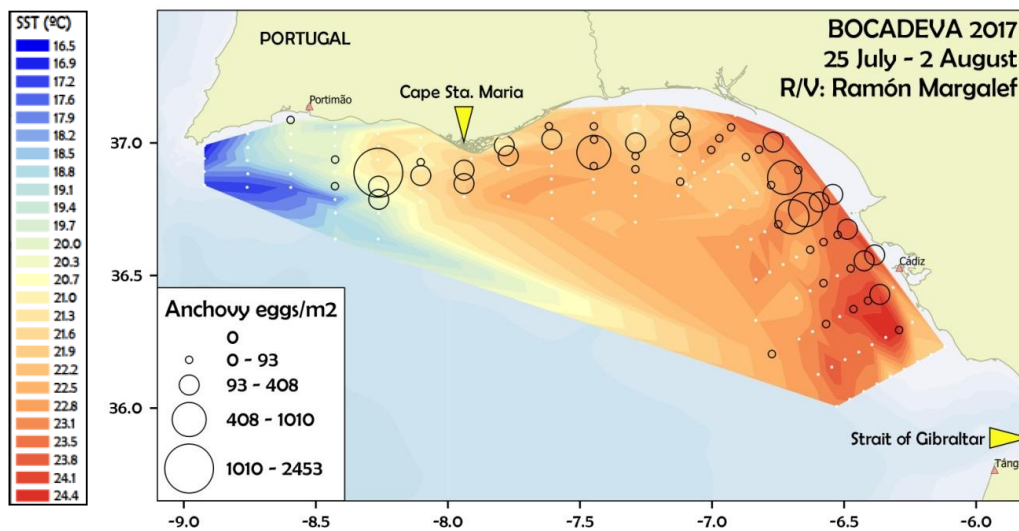 SST (ºC)
16.5
16.9
17.2
17.6
17.9
18.2
18.5
18.8
19.1
19.4
19.7
20.0
20.3
20.7
21.0
21.3
21.6
21.9
22.2
22.5
22.8
23.1
23.5
23.8
24.1
24.4
BOCADEVA 2017
25 July - 2 August
R/V: Ramón Margalef
PORTUGAL
Portimão
Cape Sta. Maria
Cádiz
Strait of Gibraltar
Táng
Anchovy eggs/m2
0
0 - 93
93 - 408
408 - 1010
1010 - 2453
37.0
36.5
36.0
-9.0 -8.5 -8.0 -7.5 -7.0 -6.5 -6.0